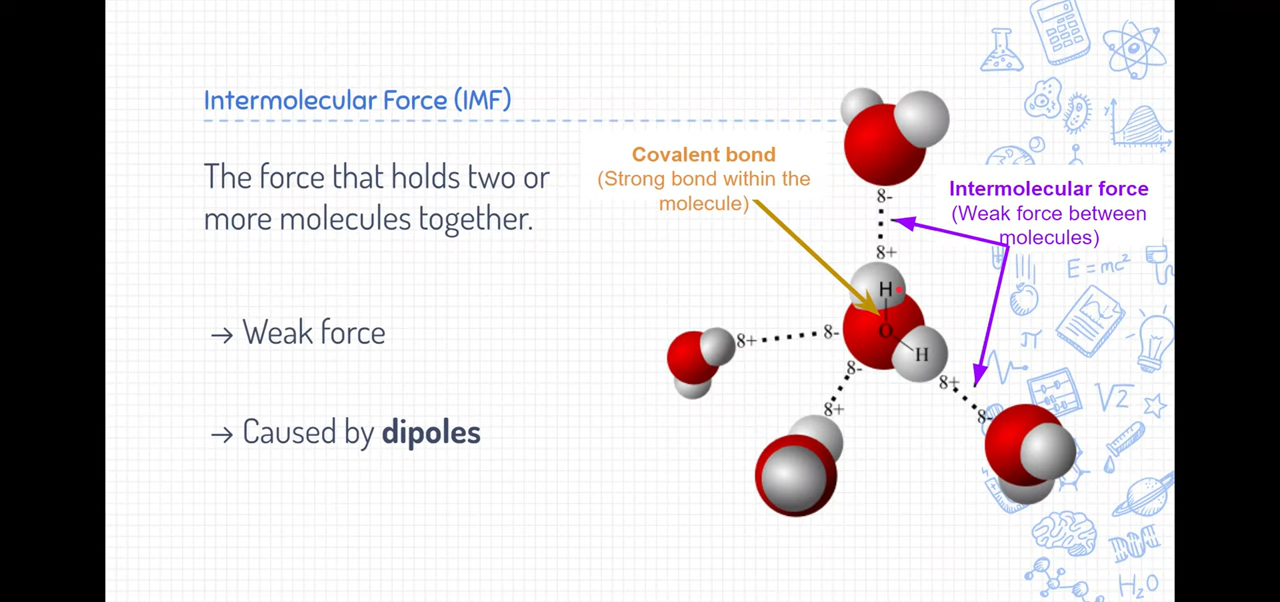 Intermolecular Force (IMF)
The force that holds two or
more molecules together.
→ Weak force
→ Caused by dipoles
Covalent bond
(Strong bond within the
molecule)
Intermolecular force
(Weak force between
molecules)
8-
8+
H
O
H
8+
8-
8-
8+
8+
8-
y
x
E=mc²
π
√2
H₂O